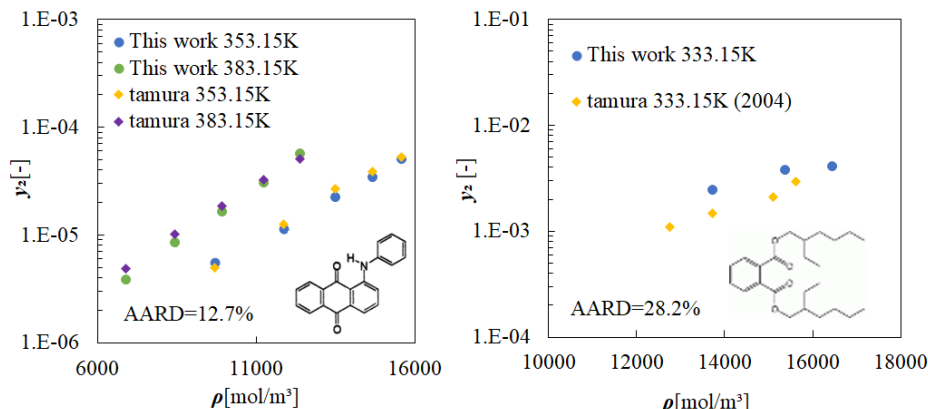 1.E-03
This work 353.15K
This work 383.15K
tamura 353.15K
tamura 383.15K
1.E-04
y₂[-]
1.E-05
AARD=12.7%
1.E-06
6000 11000 16000
ρ[mol/m³]
O H N
O
1.E-01
This work 333.15K
tamura 333.15K (2004)
1.E-02
y₂[-]
1.E-03
AARD=28.2%
1.E-04
10000 12000 14000 16000 18000
ρ[mol/m³]
O
O
O
O